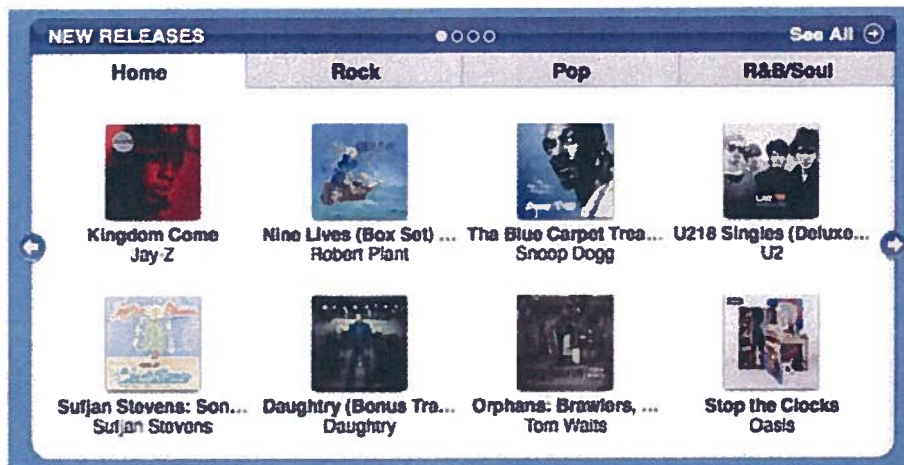 NEW RELEASES See All
Home Rock Pop R&B/Soul
Kingdom Come Nine Lives (Box Set) ... Tha Blue Carpet Trea... U218 Singles (Deluxe...
Jay-Z Robert Plant Snoop Dogg U2
Sufjan Stevens: Son... Daughtry (Bonus Tra... Orphans: Brawlers, ... Stop the Clocks
Sufjan Stevens Daughtry Tom Waits Oasis